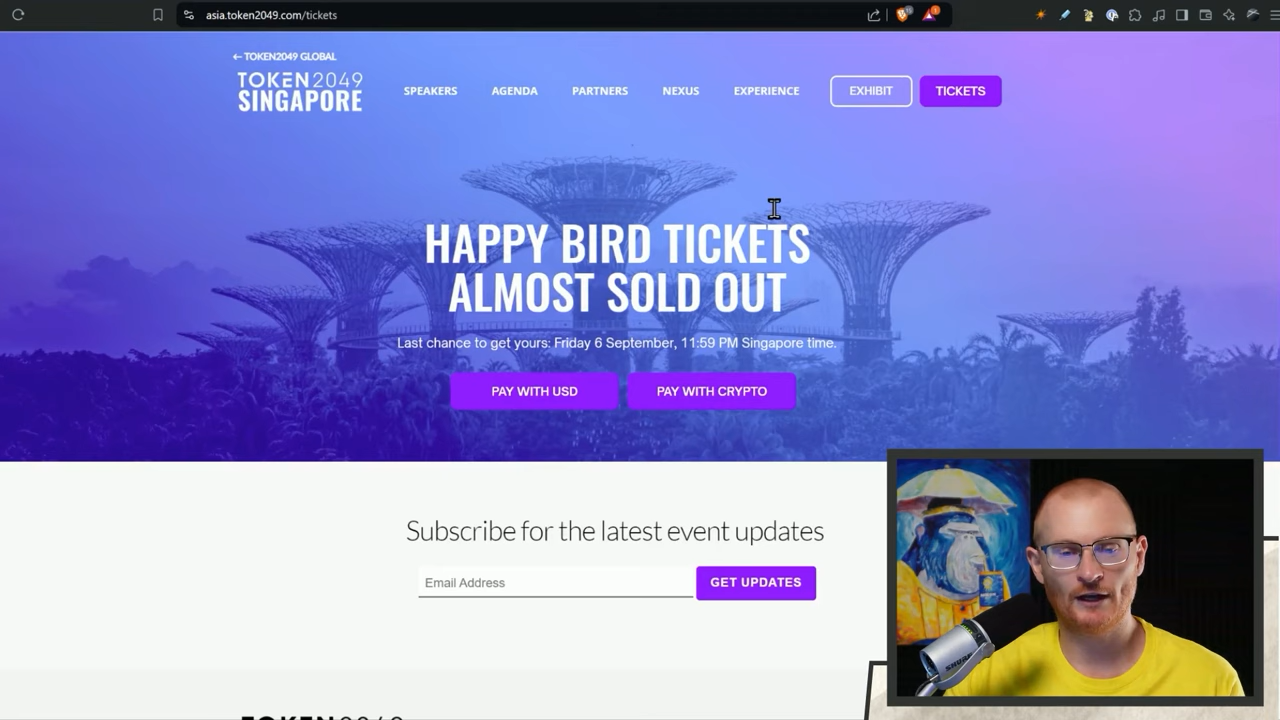 asia.token2049.com/tickets
← TOKEN2049 GLOBAL
TOKEN2049
SINGAPORE
SPEAKERS
AGENDA
PARTNERS
NEXUS
EXPERIENCE
EXHIBIT
TICKETS
HAPPY BIRD TICKETS
ALMOST SOLD OUT
Last chance to get yours: Friday 6 September, 11:59 PM Singapore time.
PAY WITH USD
PAY WITH CRYPTO
Subscribe for the latest event updates
Email Address
GET UPDATES
SHURE
TOKEN2049